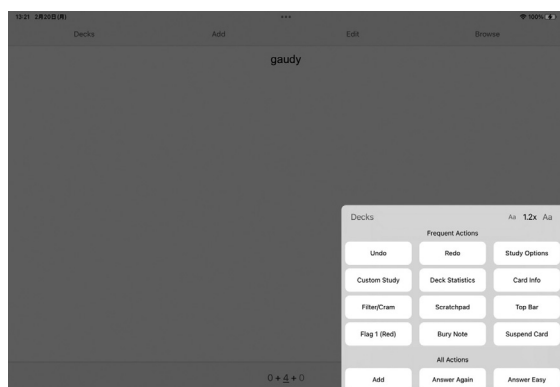 13:21 2月20日(月) ••• 100%
Decks Add Edit Browse
gaudy
Decks Aa 1.2x Aa
Frequent Actions
Undo Redo Study Options
Custom Study Deck Statistics Card Info
Filter/Cram Scratchpad Top Bar
Flag 1 (Red) Bury Note Suspend Card
All Actions
0 + 4 + 0 Add Answer Again Answer Easy